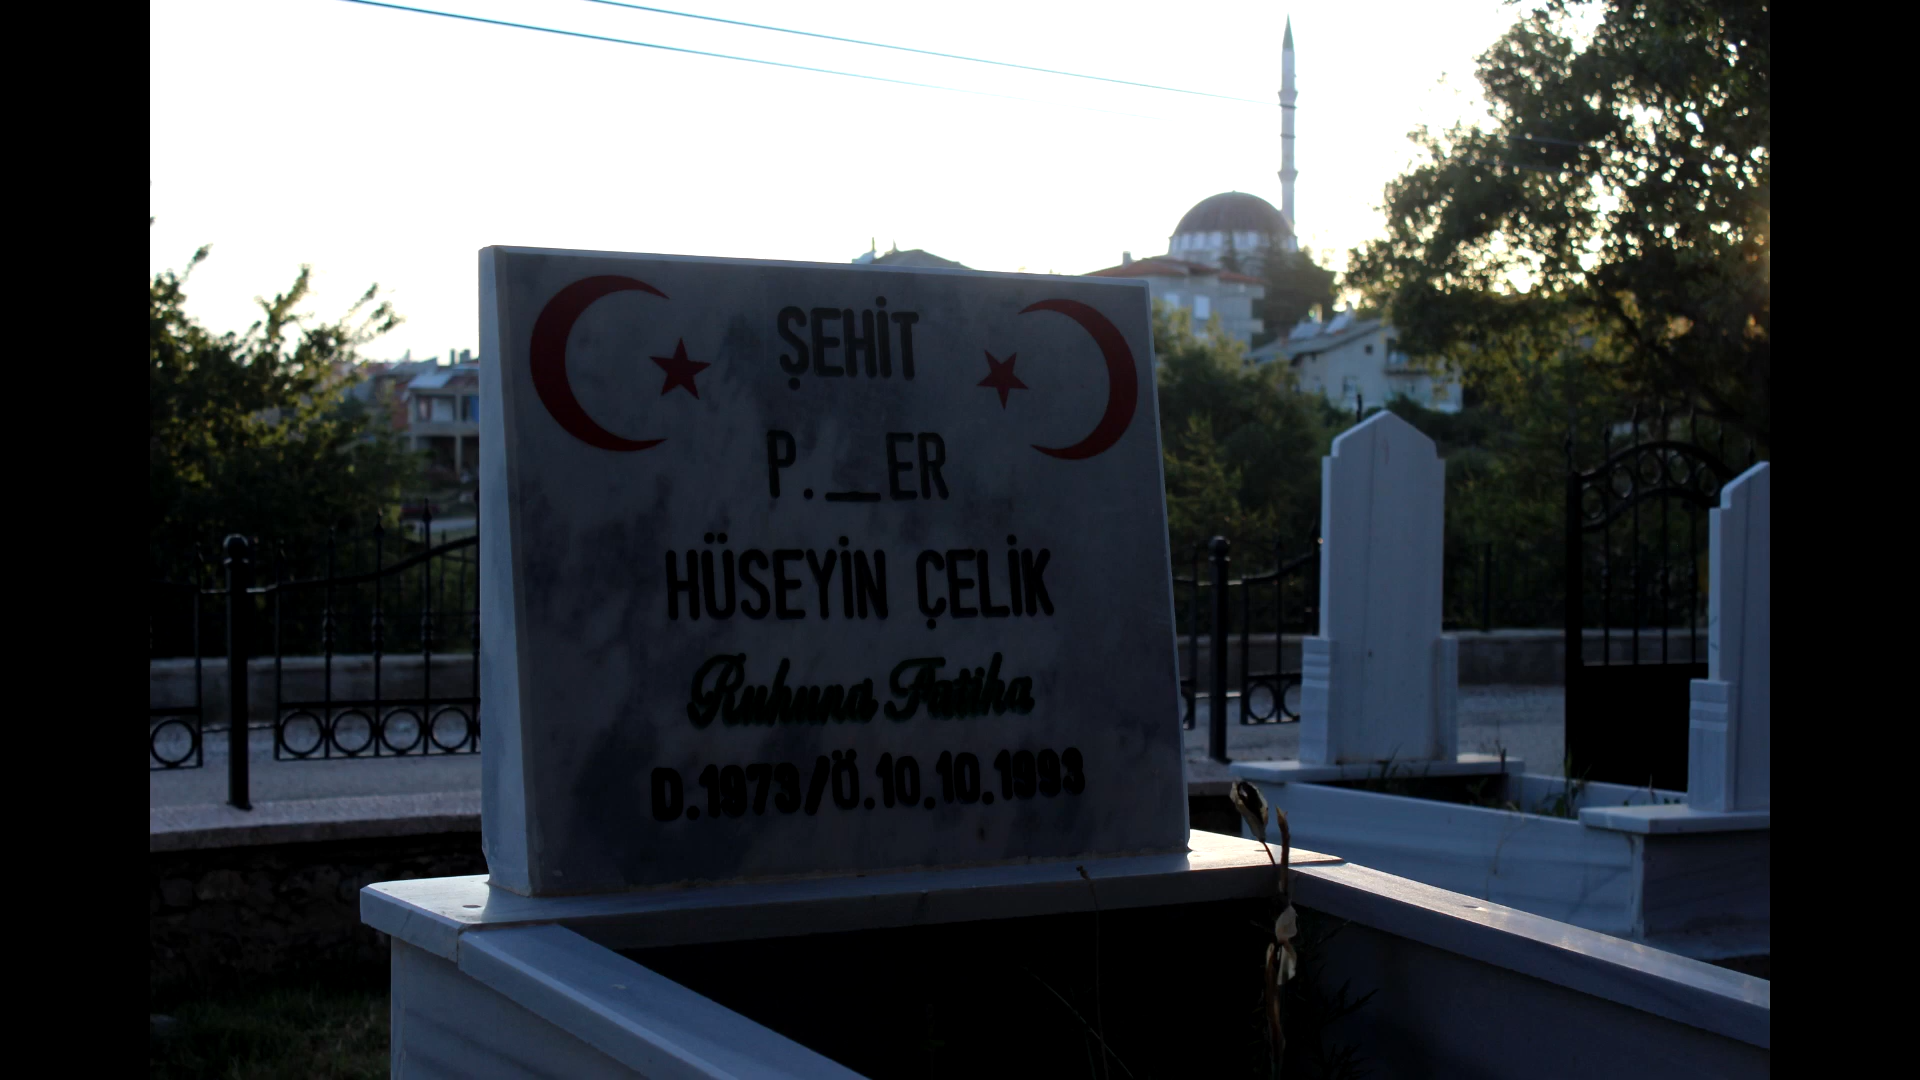 ŞEHİT
P.__ER
HÜSEYİN ÇELİK
Ruhuna Fatiha
D.1973/Ö.10.10.1993